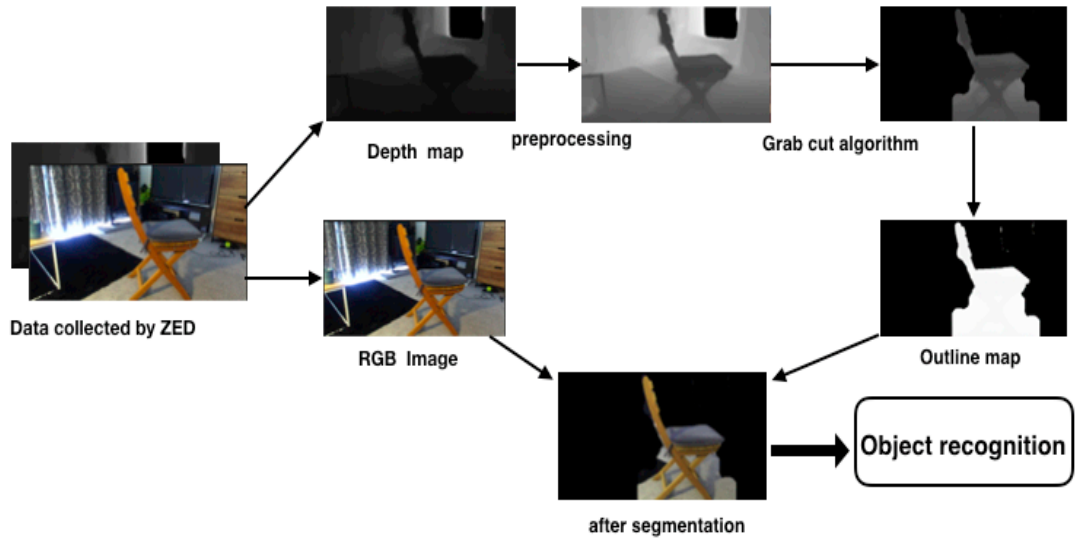 Depth map
preprocessing
Grab cut algorithm
Data collected by ZED
RGB Image
Outline map
Object recognition
after segmentation